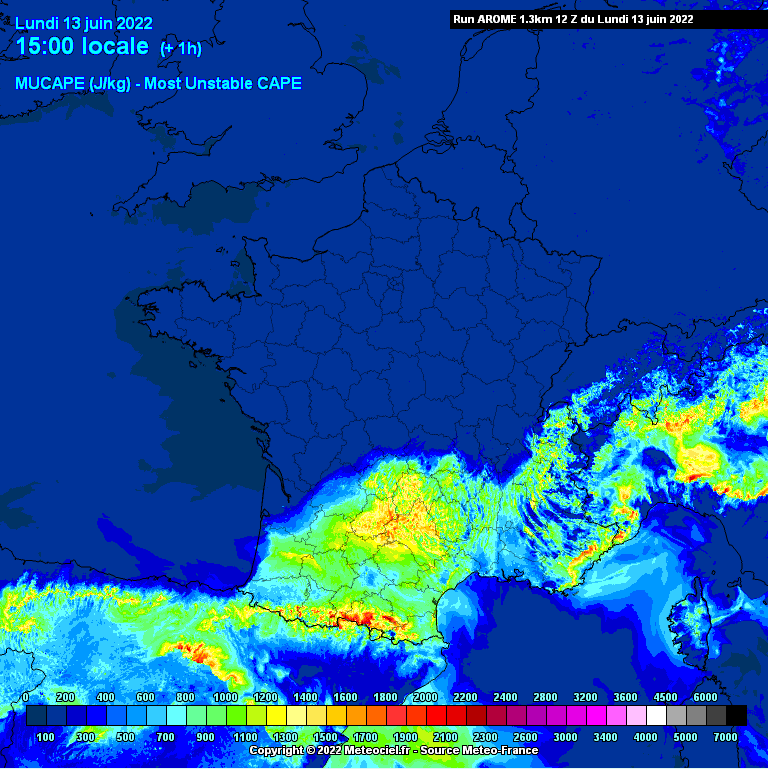 Lundi 13 juin 2022
Run AROME 1.3km 12 Z du Lundi 13 juin 2022
15:00 locale (+ 1h)
MUCAPE (J/kg) - Most Unstable CAPE
0 200 400 600 800 1000 1200 1400 1600 1800 2000 2200 2400 2800 3200 3600 4500 6000
100 300 500 700 900 1100 1300 1500 1700 1900 2100 2300 2600 3000 3400 4000 5000 7000
Copyright © 2022 Meteociel.fr - Source Meteo-France